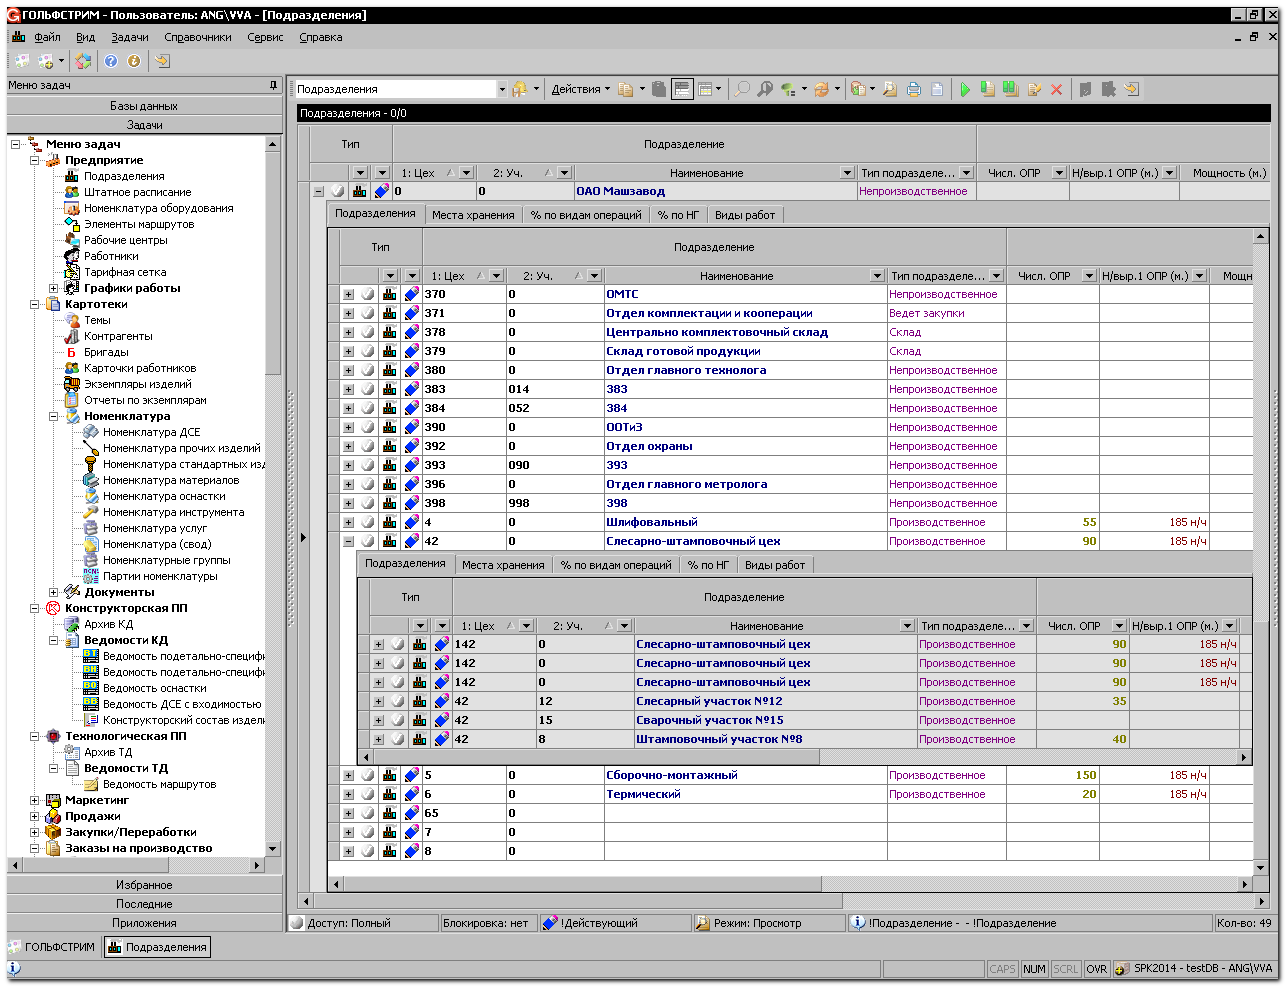 ГОЛЬФСТРИМ - Пользователь: ANG\VVA - [Подразделения]
Файл Вид Задачи Справочники Сервис Справка
Меню задач
Базы данных
Задачи
Меню задач
Предприятие
Подразделения
Штатное расписание
Номенклатура оборудования
Элементы маршрутов
Рабочие центры
Работники
Тарифная сетка
Графики работы
Картотеки
Темы
Контрагенты
Бригады
Карточки работников
Экземпляры изделий
Отчеты по экземплярам
Номенклатура
Номенклатура ДСЕ
Номенклатура прочих изделий
Номенклатура стандартных изд
Номенклатура материалов
Номенклатура оснастки
Номенклатура инструмента
Номенклатура услуг
Номенклатура (свод)
Номенклатурные группы
Партии номенклатуры
Документы
Конструкторская ПП
Архив КД
Ведомости КД
Ведомость подетально-специфи
Ведомость подетально-специфи
Ведомость оснастки
Ведомость ДСЕ с входимостью
Конструкторский состав издели
Технологическая ПП
Архив ТД
Ведомости ТД
Ведомость маршрутов
Маркетинг
Продажи
Закупки/Переработки
Заказы на производство
Избранное
Последние
Приложения
Подразделения Действия
Подразделения - 0/0
Тип Подразделение
1: Цех 2: Уч. Наименование Тип подразделе... Числ. ОПР Н/выр.1 ОПР (м.) Мощность (м.)
0 0 ОАО Машзавод Непроизводственное
Подразделения Места хранения % по видам операций % по НГ Виды работ
Тип Подразделение
1: Цех 2: Уч. Наименование Тип подразделе... Числ. ОПР Н/выр.1 ОПР (м.) Мощн
370 0 ОМТС Непроизводственное
371 0 Отдел комплектации и кооперации Ведет закупки
378 0 Центрально комплектовочный склад Склад
379 0 Склад готовой продукции Склад
380 0 Отдел главного технолога Непроизводственное
383 014 383 Непроизводственное
384 052 384 Непроизводственное
390 0 ООТиЗ Непроизводственное
392 0 Отдел охраны Непроизводственное
393 090 393 Непроизводственное
396 0 Отдел главного метролога Непроизводственное
398 998 398 Непроизводственное
4 0 Шлифовальный Производственное 55 185 н/ч
42 0 Слесарно-штамповочный цех Производственное 90 185 н/ч
Подразделения Места хранения % по видам операций % по НГ Виды работ
Тип Подразделение
1: Цех 2: Уч. Наименование Тип подразделе... Числ. ОПР Н/выр.1 ОПР (м.)
142 0 Слесарно-штамповочный цех Производственное 90 185 н/ч
142 0 Слесарно-штамповочный цех Производственное 90 185 н/ч
142 0 Слесарно-штамповочный цех Производственное 90 185 н/ч
42 12 Слесарный участок №12 Производственное 35
42 15 Сварочный участок №15 Производственное
42 8 Штамповочный участок №8 Производственное 40
5 0 Сборочно-монтажный Производственное 150 185 н/ч
6 0 Термический Производственное 20 185 н/ч
65 0
7 0
8 0
Доступ: Полный Блокировка: нет !Действующий Режим: Просмотр !Подразделение - - !Подразделение Кол-во: 49
ГОЛЬФСТРИМ Подразделения
CAPS NUM SCRL OVR SPK2014 - testDB - ANG\VVA